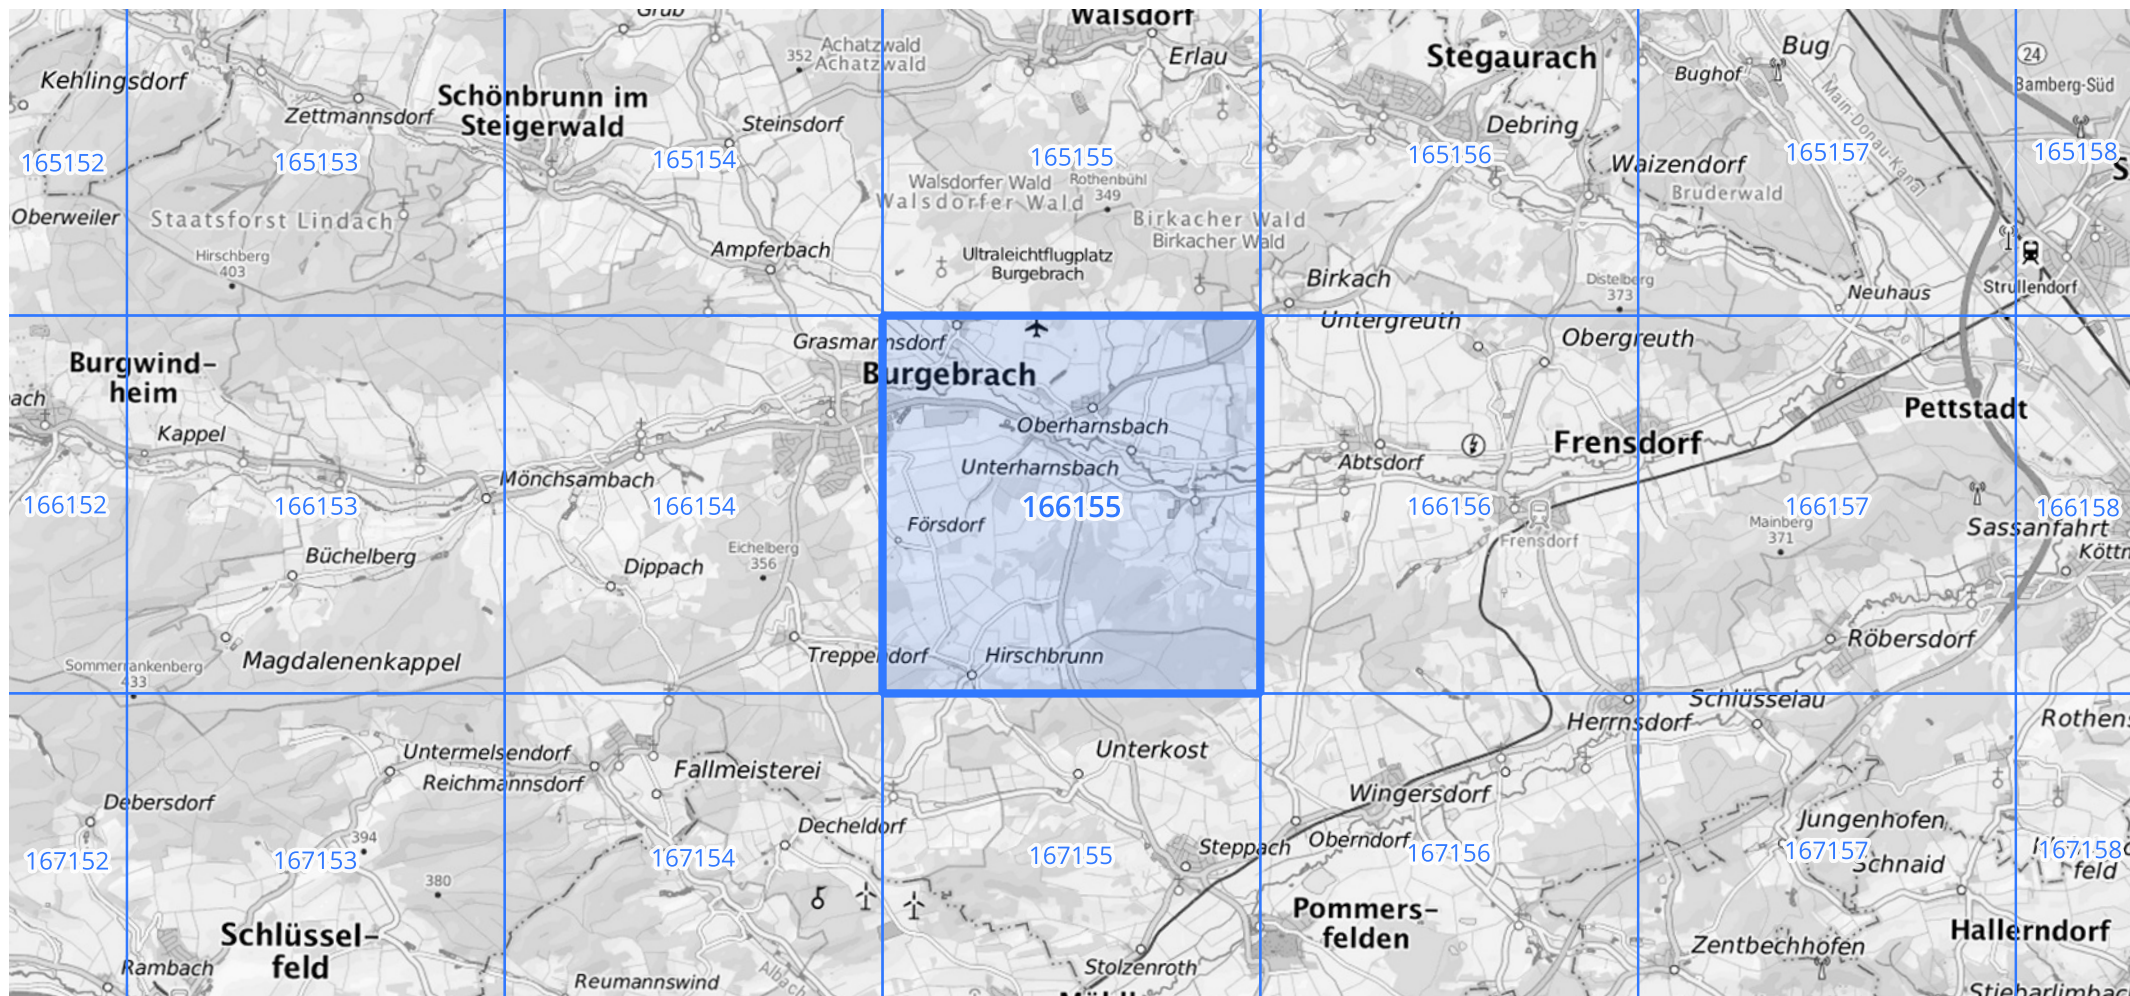 Walsdorf
Bug
24
Achatzwald
352
Achatzwald
Erlau
Stegaurach
Bughof
Bamberg-Süd
Kehlingsdorf
Schönbrunn im
Steigerwald
Zettmannsdorf
Steinsdorf
Debring
Main-Donau-Kanal
165152
165153
165154
165155
165156
165157
165158
Waizendorf
Walsdorfer Wald
Walsdorfer Wald
Rothenbühl
349
Bruderwald
Oberweiler
Staatsforst Lindach
Birkacher Wald
Birkacher Wald
Hirschberg
403
Ampferbach
Ultraleichtflugplatz
Burgebrach
Birkach
Distelberg
373
Neuhaus
Strullendorf
Untergreuth
Obergreuth
Grasmannsdorf
Burgwind-
heim
Burgebrach
ach
Kappel
Oberharnsbach
Pettstadt
Frensdorf
Unterharnsbach
Abtsdorf
Mönchsambach
166152
166153
166154
166155
166156
166157
166158
Försdorf
Frensdorf
Mainberg
371
Sassanfahrt
Büchelberg
Dippach
Eichelberg
356
Magdalenenkappel
Sommerrankenberg
433
Treppendorf
Hirschbrunn
Röbersdorf
Schlüsselau
Herrnsdorf
Untermelsendorf
Reichmannsdorf
Fallmeisterei
Unterkost
Debersdorf
Decheldorf
Wingersdorf
Jungenhofen
394
Steppach
Oberndorf
167152
167153
167154
167155
167156
167157
167158
Schnaid
feld
380
Schlüssel-
feld
Pommers-
felden
Hallerndorf
Zentbechhofen
Rambach
Reumannswind
Stolzenroth